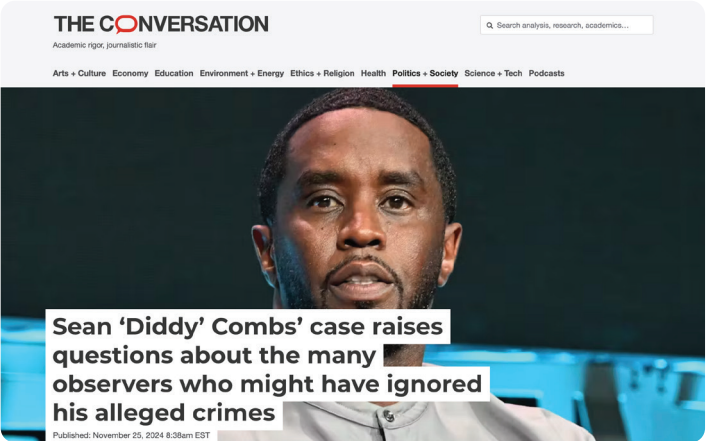 THE CONVERSATION
Search analysis, research, academics...
Academic rigor, journalistic flair
Arts + Culture Economy Education Environment + Energy Ethics + Religion Health Politics + Society Science + Tech Podcasts
Sean ‘Diddy’ Combs’ case raises
questions about the many
observers who might have ignored
his alleged crimes
Published: November 25, 2024 8:38am EST